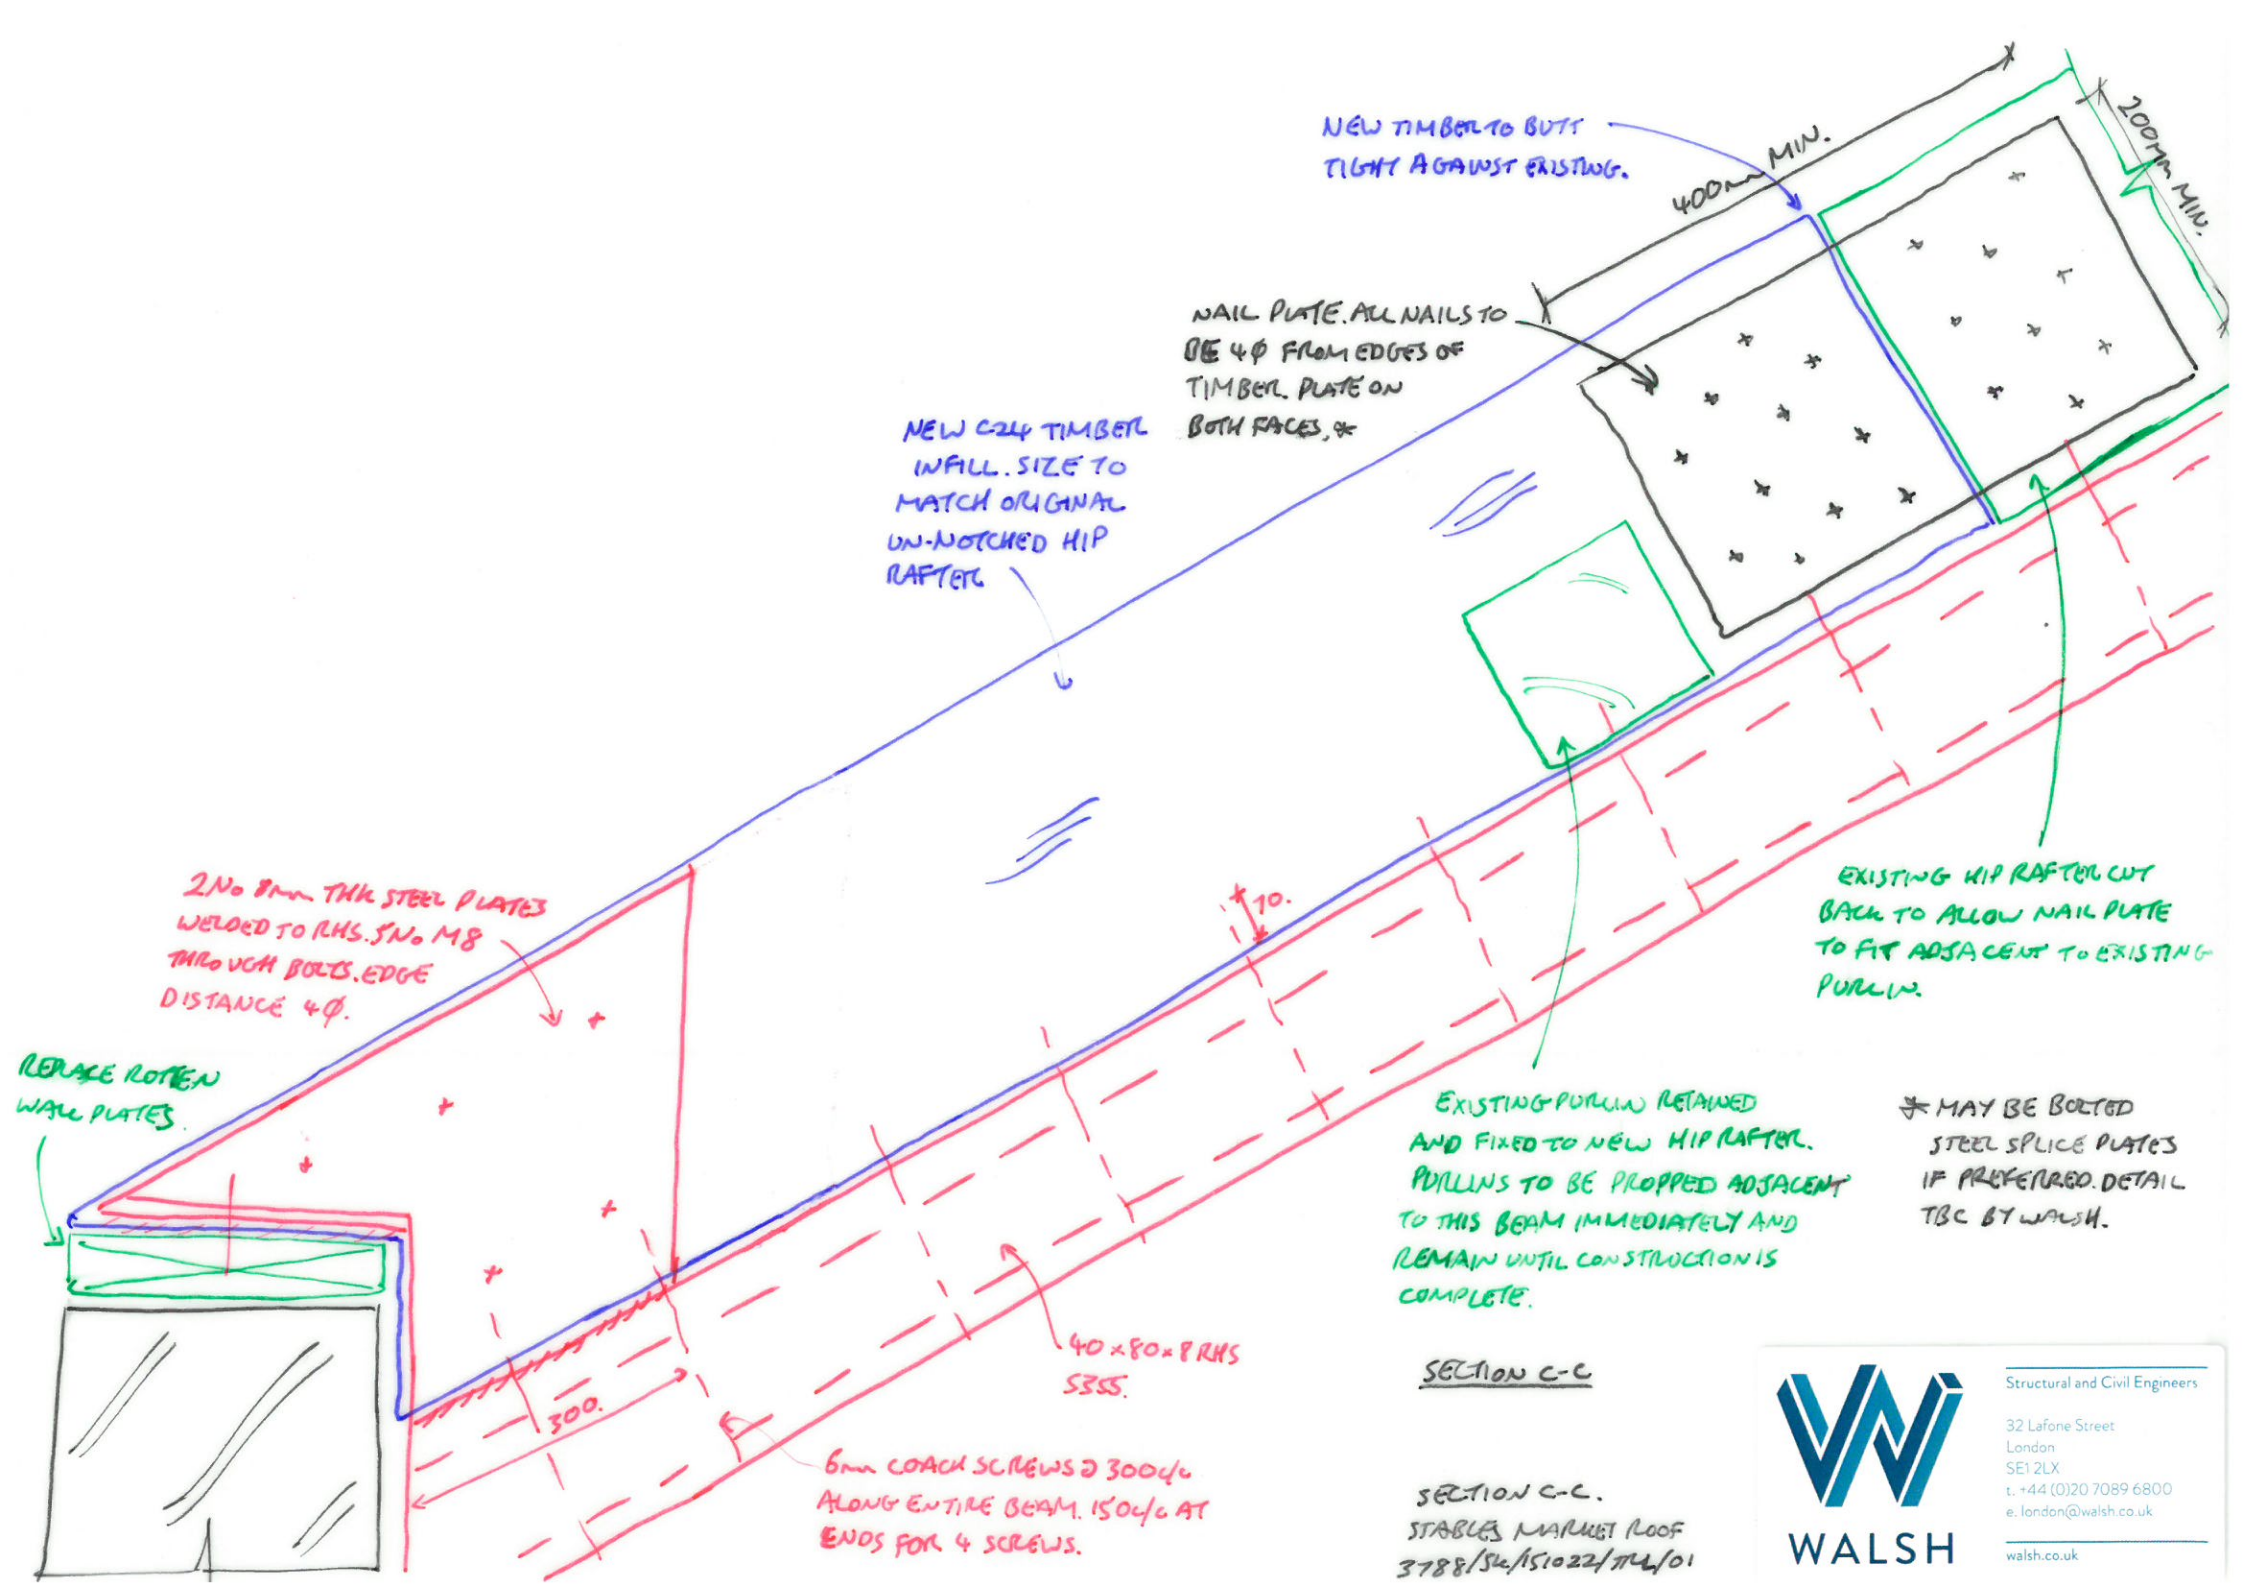 NEW TIMBER TO BUTT
TIGHT AGAINST EXISTING.
400mm MIN.
200mm MIN.
NAIL PLATE. ALL NAILS TO
BE 4Ø FROM EDGES OF
TIMBER. PLATE ON
BOTH FACES. *
NEW C24 TIMBER
INFILL. SIZE TO
MATCH ORIGINAL
UN-NOTCHED HIP
RAFTER
2No 8mm THK STEEL PLATES
WELDED TO RHS. 5No M8
THROUGH BOLTS. EDGE
DISTANCE 4Ø.
REPLACE ROTTEN
WALL PLATES.
10.
EXISTING HIP RAFTER CUT
BACK TO ALLOW NAIL PLATE
TO FIT ADJACENT TO EXISTING
PURLIN.
EXISTING PURLIN RETAINED
AND FIXED TO NEW HIP RAFTER.
PURLINS TO BE PROPPED ADJACENT
TO THIS BEAM IMMEDIATELY AND
REMAIN UNTIL CONSTRUCTION IS
COMPLETE.
* MAY BE BOLTED
STEEL SPLICE PLATES
IF PREFERRED. DETAIL
TBC BY WALSH.
40x80x8 RHS
S355.
300.
6mm COACH SCREWS @ 300c/c
ALONG ENTIRE BEAM. 150c/c AT
ENDS FOR 4 SCREWS.
SECTION C-C
SECTION C-C.
STABLES MARKET ROOF
3788/SK/151022/TLL/01
WALSH
Structural and Civil Engineers
32 Lafone Street
London
SE1 2LX
t. +44 (0)20 7089 6800
e. london@walsh.co.uk
walsh.co.uk